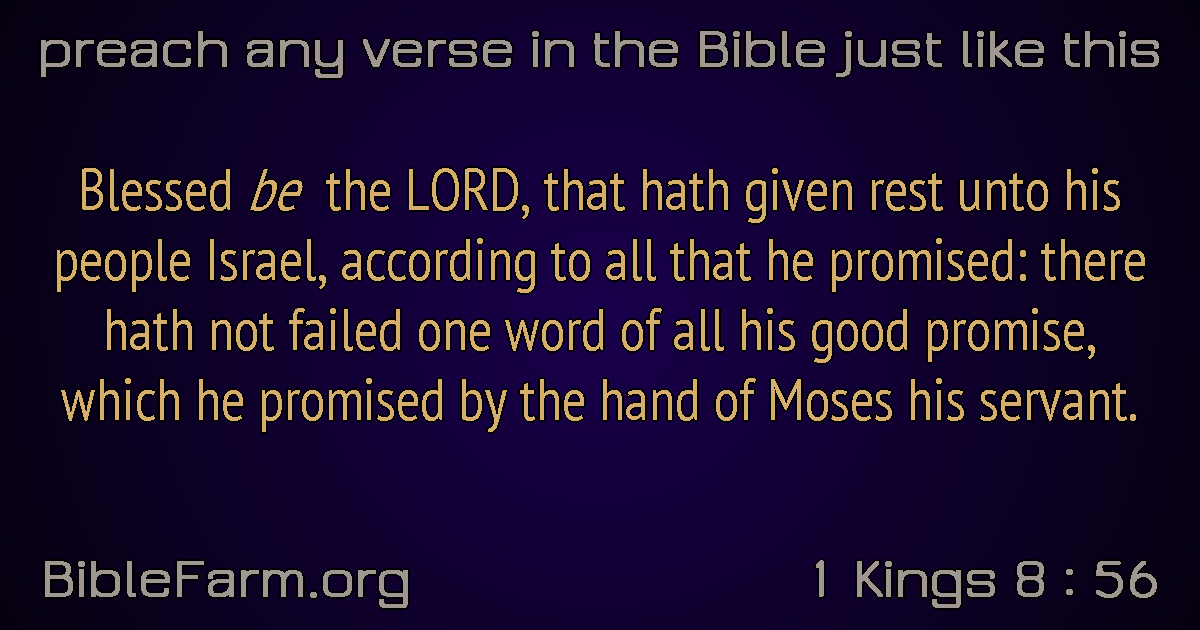 preach any verse in the Bible just like this
Blessed be the LORD, that hath given rest unto his
people Israel, according to all that he promised: there
hath not failed one word of all his good promise,
which he promised by the hand of Moses his servant.
BibleFarm.org
1 Kings 8 : 56